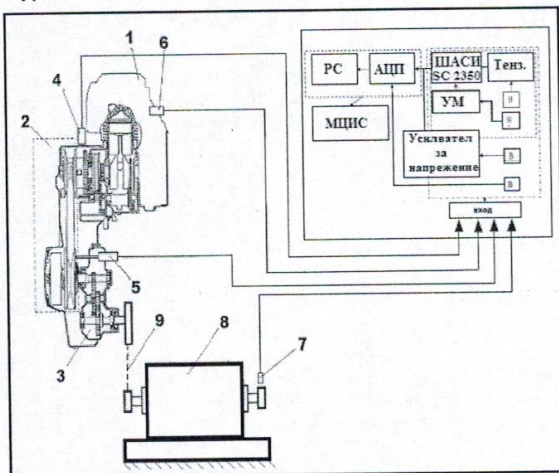 1
6
4
2
5
3
9
8
7
PC
АЦП
ШАСИ
SC 2350
Тенз.
УМ
МЦИС
Усилвател
за
напрежение
θ
B
B
вход